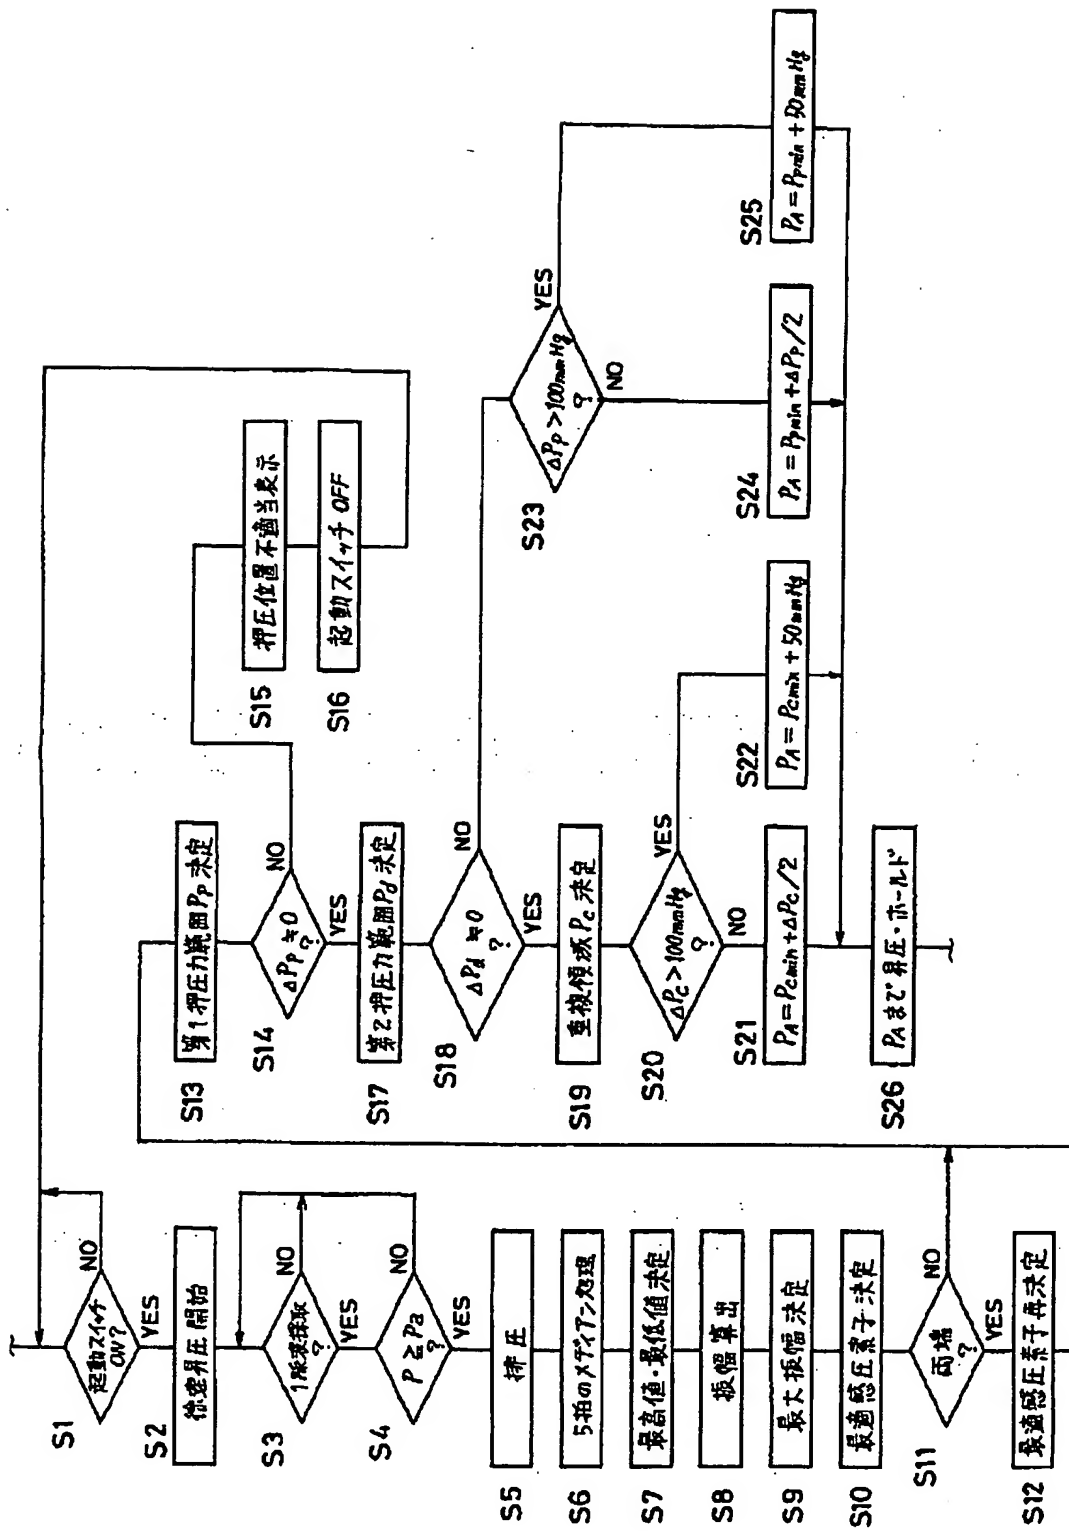 S1
起動スイッチ
ON?
NO
YES
S2
徐速昇圧開始
S3
1脈波採取
?
NO
YES
S4
P≧Pa
?
NO
YES
S5
排圧
S6
5拍のメディアン処理
S7
最高値・最低値決定
S8
振幅算出
S9
最大振幅決定
S10
最適感圧素子決定
S11
両端
?
NO
YES
S12
最適感圧素子再決定
S13
第1押圧力範囲Pp決定
S14
ΔPp≒0
?
NO
YES
S15
押圧位置不適当表示
S16
起動スイッチOFF
S17
第2押圧力範囲Pd決定
S18
ΔPd≒0
?
NO
YES
S19
重複領域Pc決定
S20
ΔPc>100mmHg
?
YES
NO
S21
PA=Pcmin+ΔPc/2
S22
PA=Pcmin+50mmHg
S23
ΔPp>100mmHg
?
YES
NO
S24
PA=Ppmin+ΔPp/2
S25
PA=Ppmin+50mmHg
S26
PAまで昇圧・ホールド